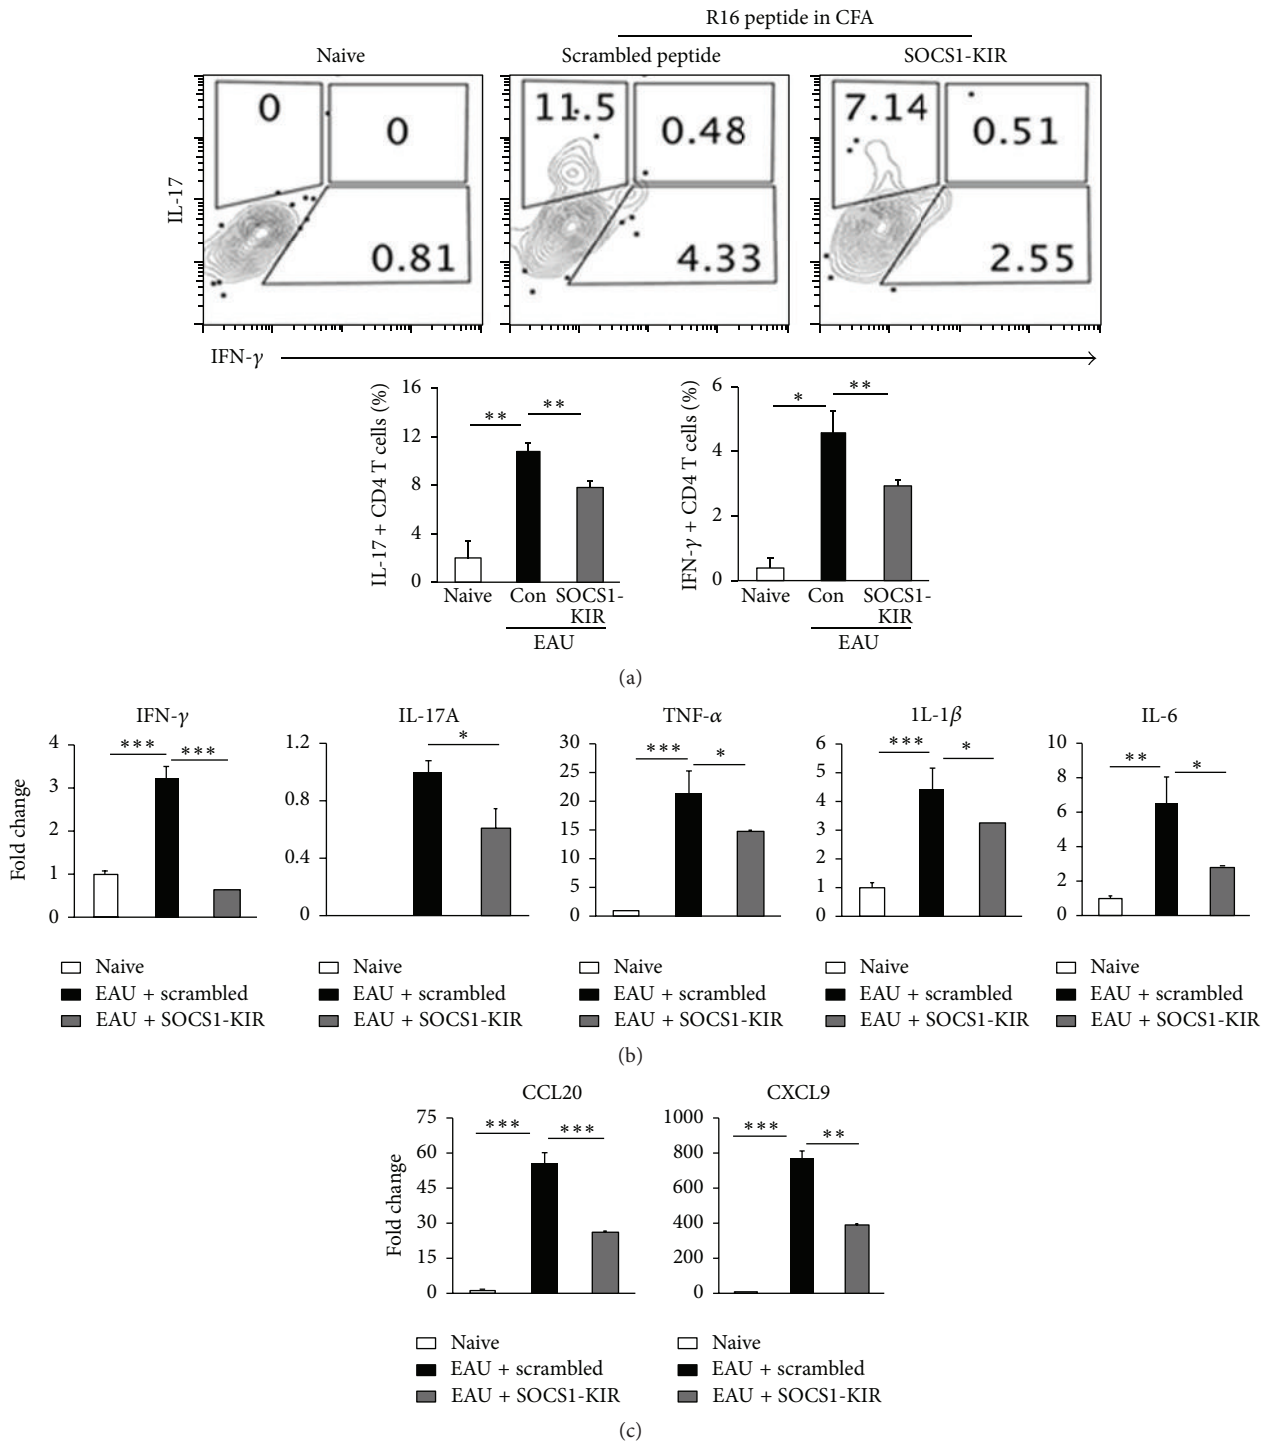 R16 peptide in CFA
Naive
Scrambled peptide
SOCS1-KIR
0
0
0.81
11.5
0.48
4.33
7.14
0.51
2.55
IL-17
IFN-γ
IL-17 + CD4 T cells (%)
16
12
8
4
0
**
**
Naive
Con
SOCS1-
KIR
EAU
IFN-γ + CD4 T cells (%)
6
4
2
0
*
**
Naive
Con
SOCS1-
KIR
EAU
(a)
Fold change
IFN-γ
4
3
2
1
0
***
***
Naive
EAU + scrambled
EAU + SOCS1-KIR
IL-17A
1.2
0.8
0.4
0
*
Naive
EAU + scrambled
EAU + SOCS1-KIR
TNF-α
30
25
20
15
10
5
0
***
*
Naive
EAU + scrambled
EAU + SOCS1-KIR
1L-1β
6
5
4
3
2
1
0
***
*
Naive
EAU + scrambled
EAU + SOCS1-KIR
IL-6
10
8
6
4
2
0
**
*
Naive
EAU + scrambled
EAU + SOCS1-KIR
(b)
Fold change
CCL20
75
60
45
30
15
0
***
***
Naive
EAU + scrambled
EAU + SOCS1-KIR
CXCL9
1000
800
600
400
200
0
***
**
Naive
EAU + scrambled
EAU + SOCS1-KIR
(c)